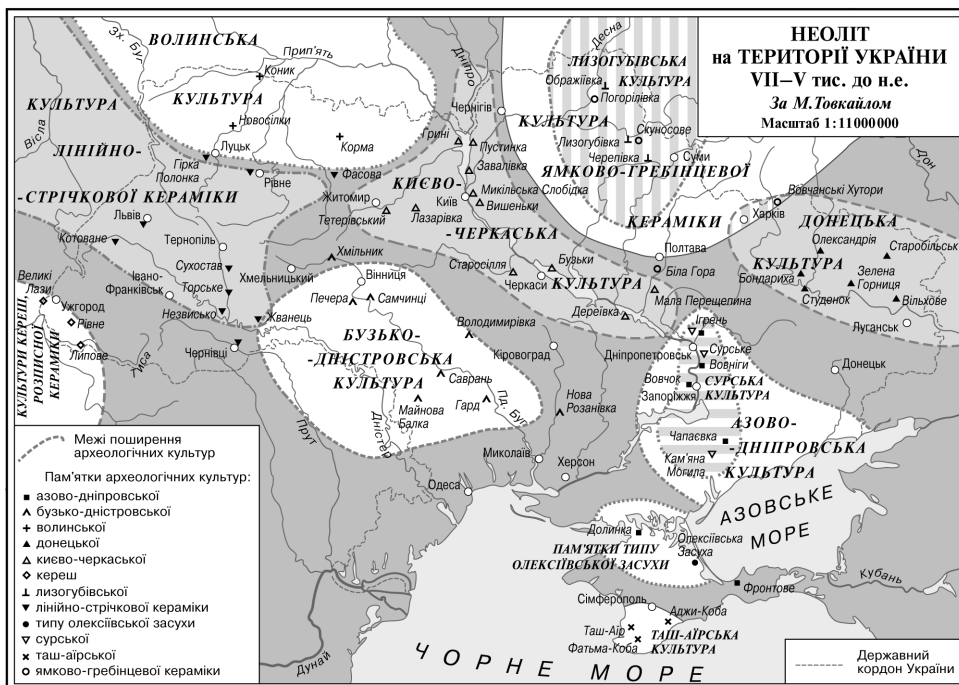 НЕОЛІТ
на ТЕРИТОРІЇ УКРАЇНИ
VII–V тис. до н.е.
За М.Товкайлом
Масштаб 1:11000000
ВОЛИНСЬКА
КУЛЬТУРА
Зх. Буг
Прип'ять
Коник
Новосілки
Корма
Луцьк
Дніпро
Десна
ЛИЗОГУБІВСЬКА
КУЛЬТУРА
Ображіївка
Погорілівка
Чернігів
КУЛЬТУРА
Лизогубівка
Скуносове
Черепівка
Суми
ЯМКОВО-ГРЕБІНЦЕВОЇ
КЕРАМІКИ
Вовчанські Хутори
Харків
Дон
КУЛЬТУРА
ЛІНІЙНО-
-СТРІЧКОВОЇ КЕРАМІКИ
Вісла
Гірка
Полонка
Рівне
Фасова
Грині
Пустинка
Завалівка
КИЄВО-
Микільська Слобідка
Київ
Вишеньки
Житомир
Тетерівський
Лазарівка
-ЧЕРКАСЬКА
КУЛЬТУРА
Львів
Котоване
Тернопіль
Сухостав
Торське
Незвисько
Івано-
Франківськ
Хмельницький
Хмільник
Жванець
Чернівці
Старосілля
Бузьки
Черкаси
Полтава
Біла Гора
Мала Перещепина
Дереївка
ДОНЕЦЬКА
КУЛЬТУРА
Олександрія
Старобільськ
Бондариха
Зелена
Горниця
Студенок
Вільхове
Луганськ
Донецьк
Великі
Лази
Ужгород
Рівне
Липове
КУЛЬТУРИ КЕРЕШ,
РОЗПИСНОЇ
КЕРАМІКИ
Тиса
Вінниця
Печера
Самчинці
БУЗЬКО-
-ДНІСТРОВСЬКА
КУЛЬТУРА
Володимирівка
Саврань
Майнова
Балка
Гард
Дністер
Пд. Буг
Прут
Кіровоград
Нова
Розанівка
Миколаїв
Херсон
Одеса
Ігрень
Дніпропетровськ
Сурське
Вовніги
Вовчок
Запоріжжя
СУРСЬКА
КУЛЬТУРА
АЗОВО-
-ДНІПРОВСЬКА
КУЛЬТУРА
Чапаєвка
Кам'яна
Могила
АЗОВСЬКЕ
МОРЕ
Долинка
Олексіївська
Засуха
ПАМ'ЯТКИ ТИПУ
ОЛЕКСІЇВСЬКОЇ ЗАСУХИ
Фронтове
Кубань
Сімферополь
Аджи-Коба
Таш-Аїр
Фатьма-Коба
ТАШ-АЇРСЬКА
КУЛЬТУРА
ЧОРНЕ МОРЕ
Дунай
Межі поширення
археологічних культур
Пам'ятки археологічних культур:
азово-дніпровської
бузько-дністровської
волинської
донецької
києво-черкаської
кереш
лизогубівської
лінійно-стрічкової кераміки
типу олексіївської засухи
сурської
таш-аїрської
ямково-гребінцевої кераміки
Державний
кордон України